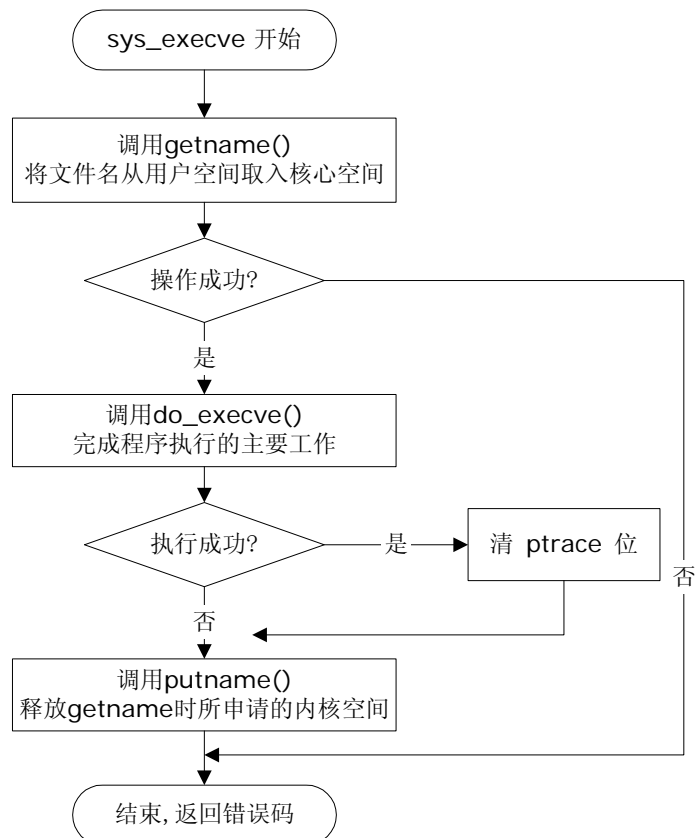 sys_execve 开始
调用getname()
将文件名从用户空间取入核心空间
操作成功?
是
调用do_execve()
完成程序执行的主要工作
执行成功?
是
清 ptrace 位
否
否
调用putname()
释放getname时所申请的内核空间
结束,返回错误码